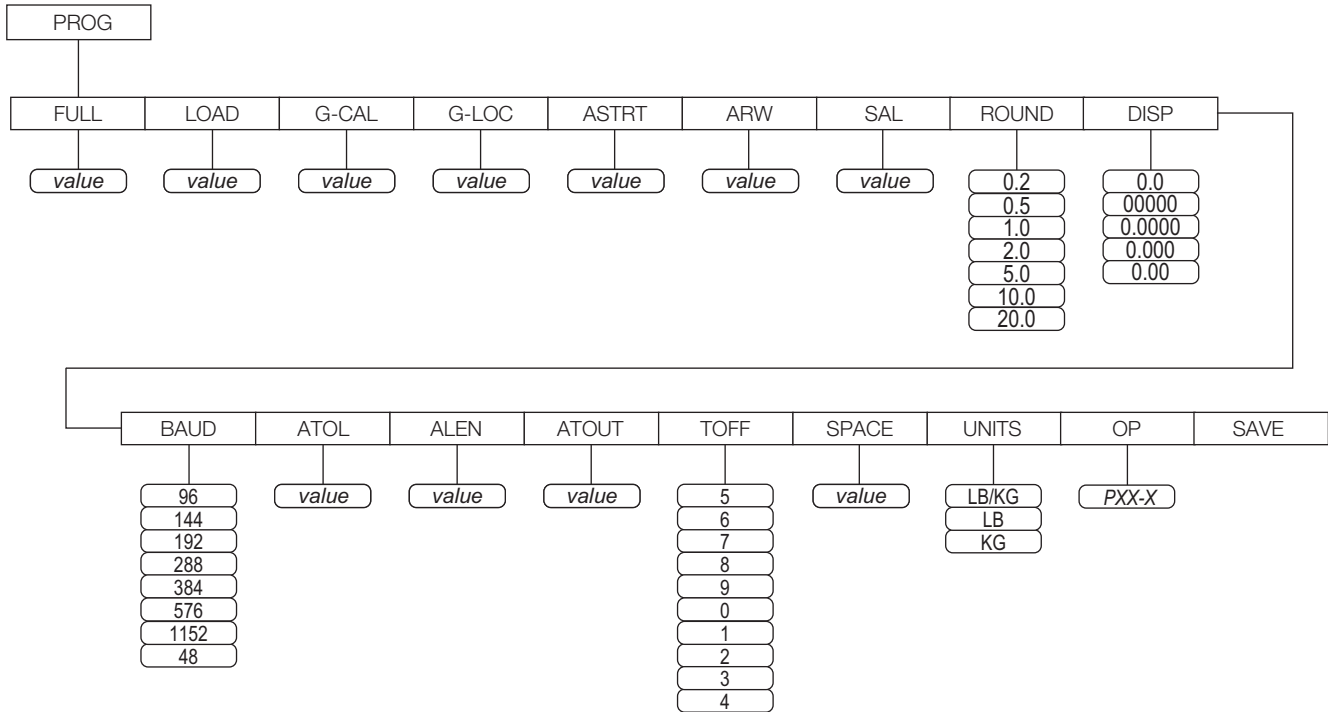 PROG
FULL LOAD G-CAL G-LOC ASTRT ARW SAL ROUND DISP
value value value value value value value 0.2 0.0
0.5 00000
1.0 0.0000
2.0 0.000
5.0 0.00
10.0
20.0
BAUD ATOL ALEN ATOUT TOFF SPACE UNITS OP SAVE
96 value value value 5 value LB/KG PXX-X
144 6 LB
192 7 KG
288 8
384 9
576 0
1152 1
48 2
3
4